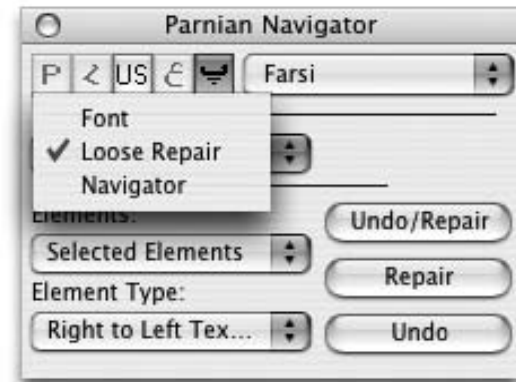 Parnian Navigator
P US ع Farsi
Font
✓ Loose Repair
Navigator
Elements:
Selected Elements
Undo/Repair
Repair
Element Type:
Right to Left Tex...
Undo